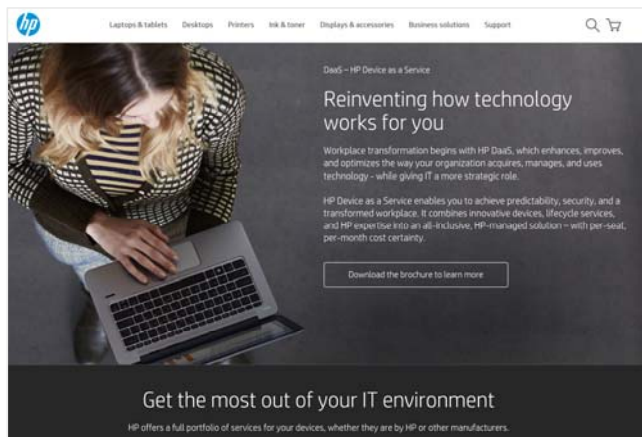 hp
Laptops & tablets Desktops Printers Ink & toner Displays & accessories Business solutions Support
DaaS – HP Device as a Service
Reinventing how technology
works for you
Workplace transformation begins with HP DaaS, which enhances, improves,
and optimizes the way your organization acquires, manages, and uses
technology - while giving IT a more strategic role.
HP Device as a Service enables you to achieve predictability, security, and a
transformed workplace. It combines innovative devices, lifecycle services,
and HP expertise into an all-inclusive, HP-managed solution – with per-seat,
per-month cost certainty.
Download the brochure to learn more
Get the most out of your IT environment
HP offers a full portfolio of services for your devices, whether they are by HP or other manufacturers.